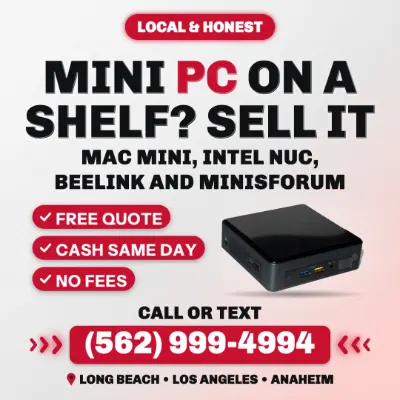 LOCAL & HONEST
MINI PC ON A
SHELF? SELL IT
MAC MINI, INTEL NUC,
BEELINK AND MINISFORUM
FREE QUOTE
CASH SAME DAY
NO FEES
CALL OR TEXT
(562) 999-4994
LONG BEACH • LOS ANGELES • ANAHEIM